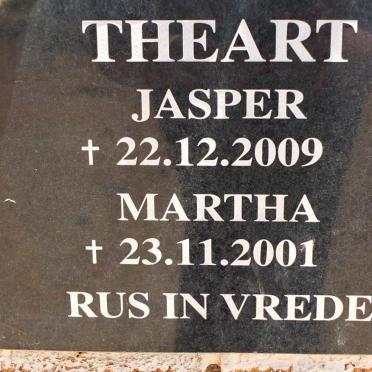 THEART
JASPER
† 22.12.2009
MARTHA
† 23.11.2001
RUS IN VREDE